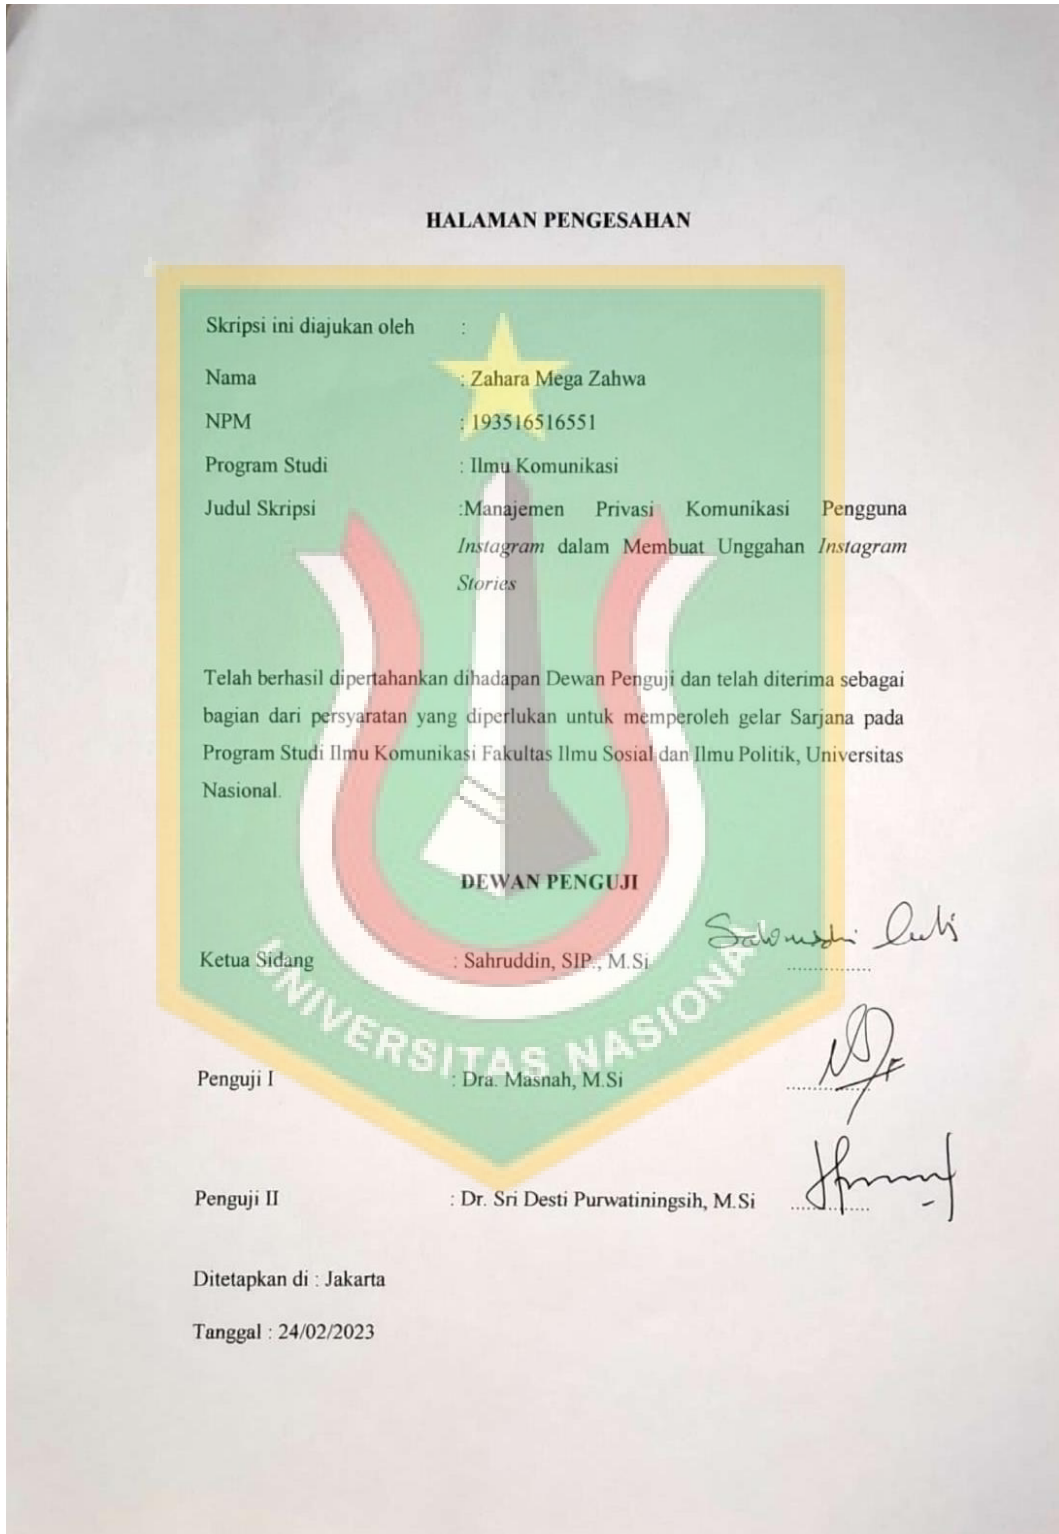 HALAMAN PENGESAHAN
Skripsi ini diajukan oleh :
Nama : Zahara Mega Zahwa
NPM : 193516516551
Program Studi : Ilmu Komunikasi
Judul Skripsi :Manajemen Privasi Komunikasi Pengguna
Instagram dalam Membuat Unggahan Instagram
Stories
Telah berhasil dipertahankan dihadapan Dewan Penguji dan telah diterima sebagai
bagian dari persyaratan yang diperlukan untuk memperoleh gelar Sarjana pada
Program Studi Ilmu Komunikasi Fakultas Ilmu Sosial dan Ilmu Politik, Universitas
Nasional.
DEWAN PENGUJI
Ketua Sidang : Sahruddin, SIP., M.Si
................
UNIVERSITAS NASIONAL
Penguji I : Dra. Masnah, M.Si
................
Penguji II : Dr. Sri Desti Purwatiningsih, M.Si
................
Ditetapkan di : Jakarta
Tanggal : 24/02/2023